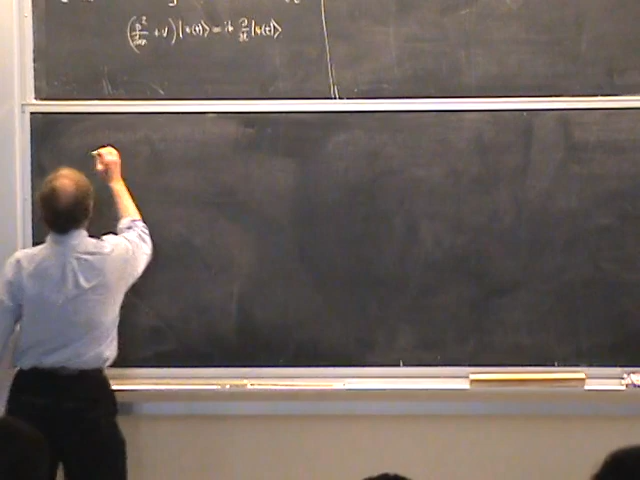 (p²/2m + V)|ψ(t)⟩ = iħ ∂/∂t |ψ(t)⟩